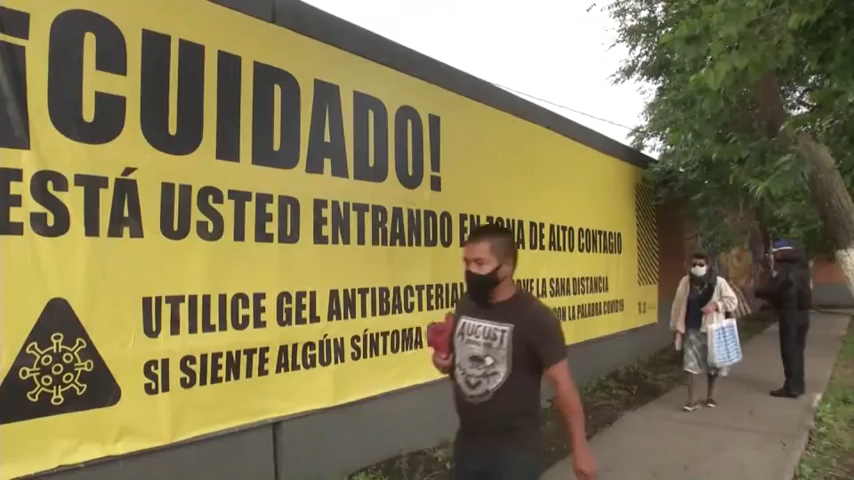 ¡CUIDADO!
ESTÁ USTED ENTRANDO EN ZONA DE ALTO CONTAGIO
UTILICE GEL ANTIBACTERIAL LA SANA DISTANCIA
SI SIENTE ALGÚN SÍNTOMA CON LA PALABRA COVID19
AUGUST